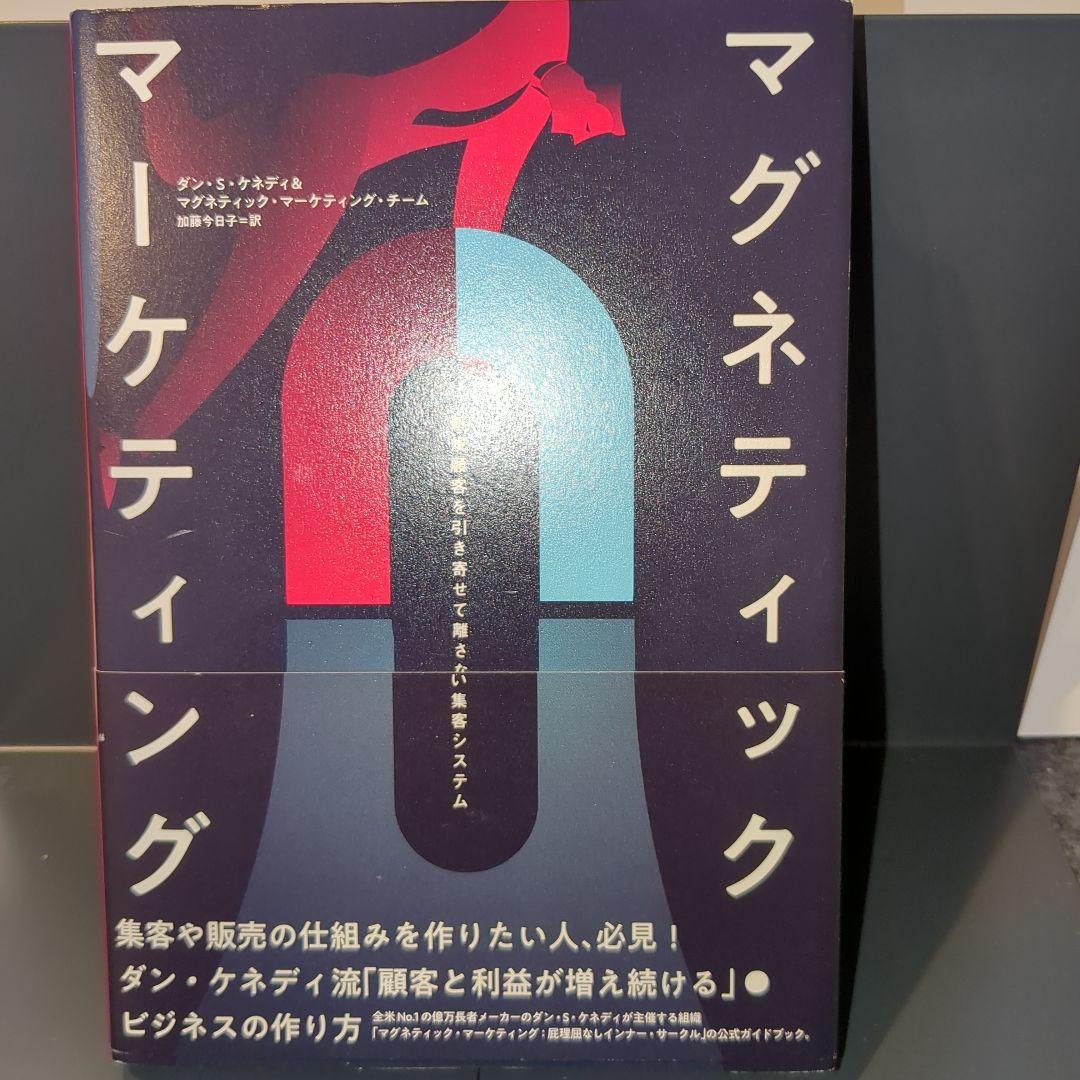 マグネティック
マーケティング
ダン・S・ケネディ&
マグネティック・マーケティング・チーム
加藤今日子=訳
顧客を引き寄せて離さない集客システム
集客や販売の仕組みを作りたい人、必見！
ダン・ケネディ流「顧客と利益が増え続ける」
ビジネスの作り方
全米No.1の億万長者メーカーのダン・S・ケネディが主催する組織
「マグネティック・マーケティング：屁理屈なしインナー・サークル」の公式ガイドブック。